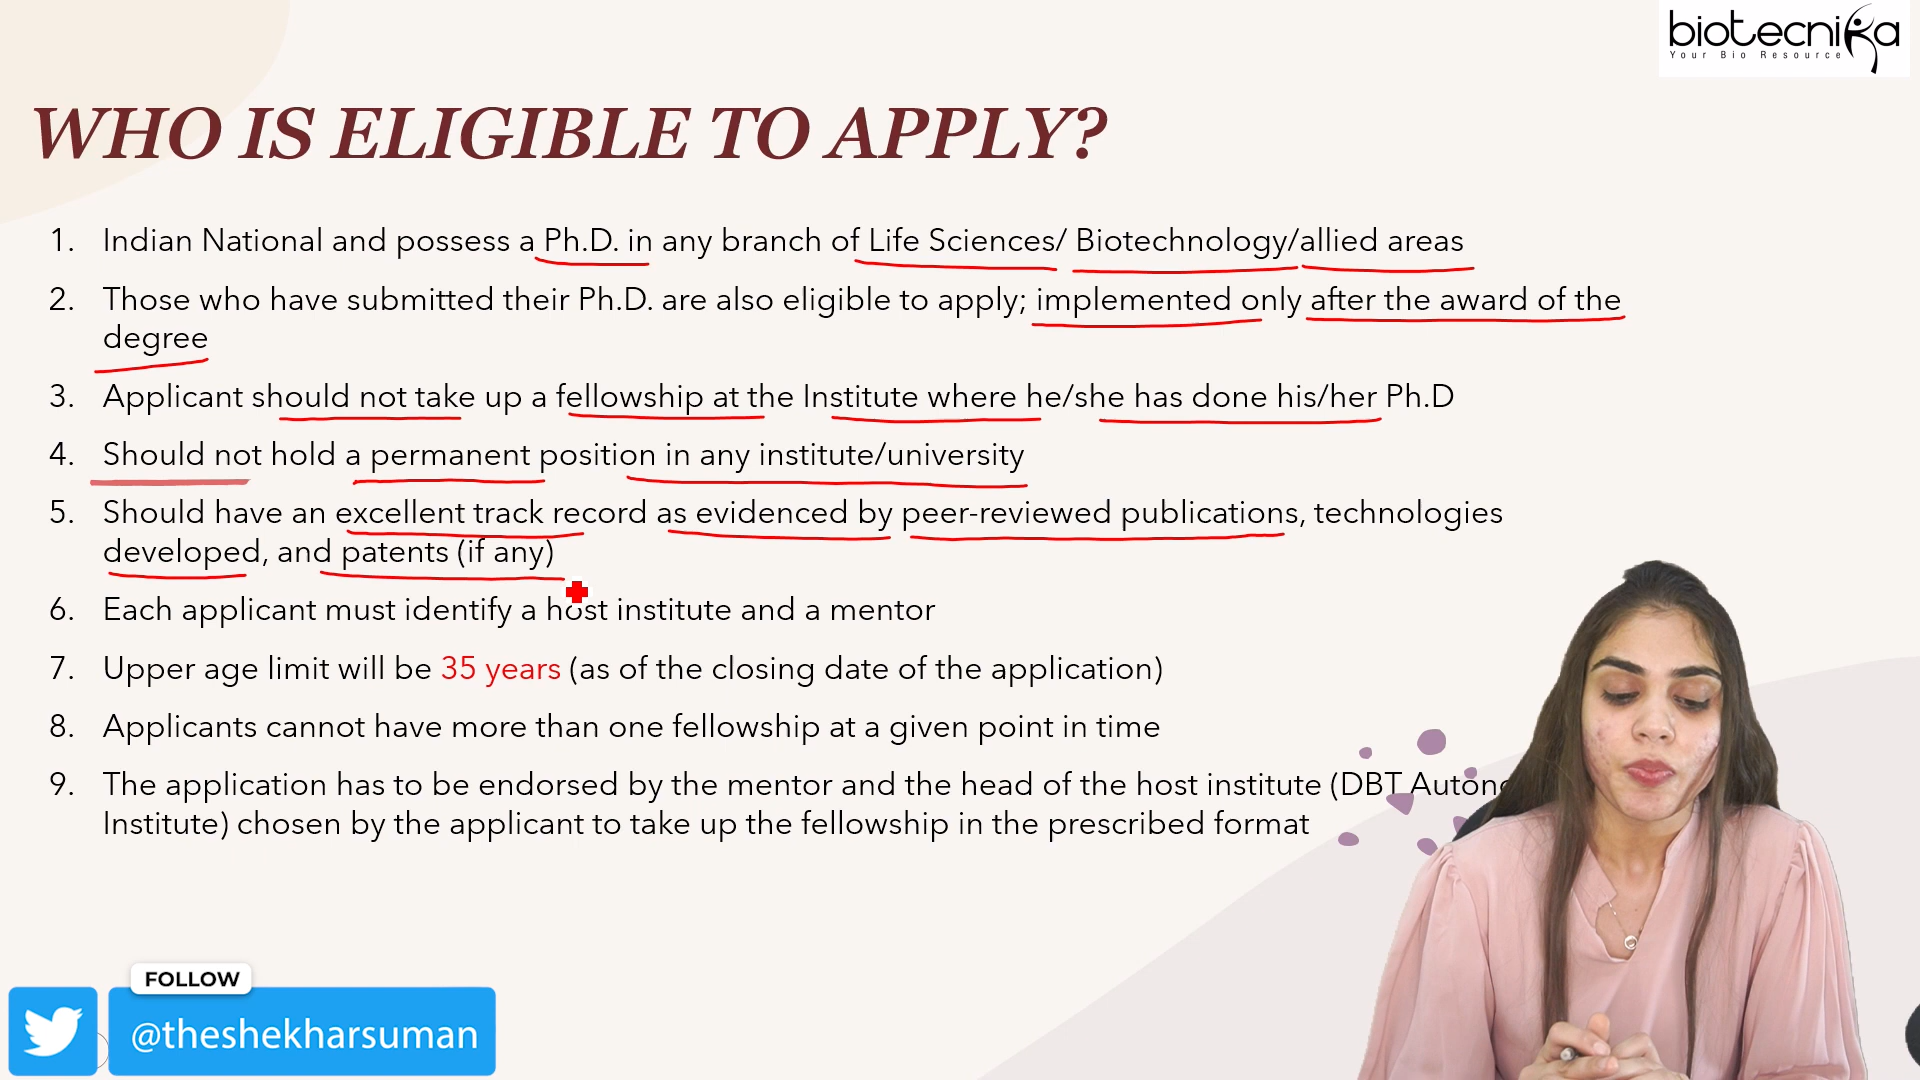 biotecnika
Your Bio Resource
WHO IS ELIGIBLE TO APPLY?
1. Indian National and possess a Ph.D. in any branch of Life Sciences/ Biotechnology/allied areas
2. Those who have submitted their Ph.D. are also eligible to apply; implemented only after the award of the
degree
3. Applicant should not take up a fellowship at the Institute where he/she has done his/her Ph.D
4. Should not hold a permanent position in any institute/university
5. Should have an excellent track record as evidenced by peer-reviewed publications, technologies
developed, and patents (if any)
6. Each applicant must identify a host institute and a mentor
7. Upper age limit will be 35 years (as of the closing date of the application)
8. Applicants cannot have more than one fellowship at a given point in time
9. The application has to be endorsed by the mentor and the head of the host institute (DBT
Institute) chosen by the applicant to take up the fellowship in the prescribed format
FOLLOW
@theshekharsuman